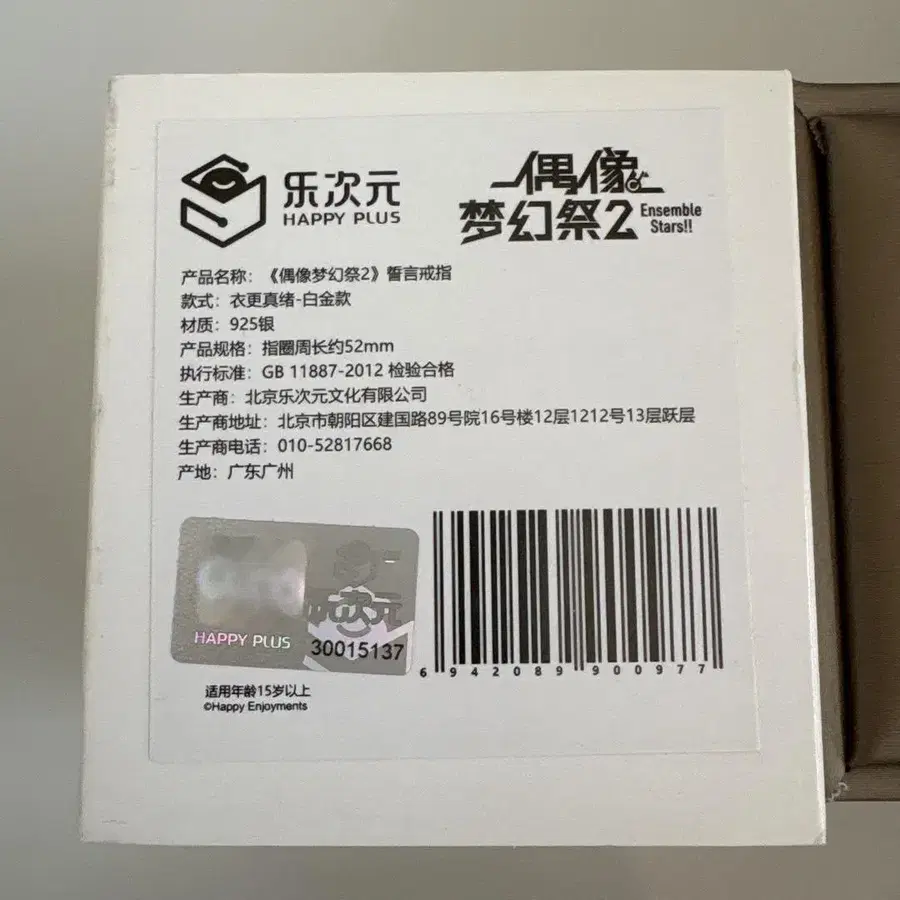 乐次元
HAPPY PLUS
偶像
梦幻祭2 Ensemble
Stars!!
产品名称：《偶像梦幻祭2》誓言戒指
款式：衣更真绪-白金款
材质：925银
产品规格：指圈周长约52mm
执行标准：GB 11887-2012 检验合格
生产商：北京乐次元文化有限公司
生产商地址：北京市朝阳区建国路89号院16号楼12层1212号13层跃层
生产商电话：010-52817668
产地：广东广州
次元
HAPPY PLUS
30015137
6 942089 900977
适用年龄15岁以上
©Happy Enjoyments